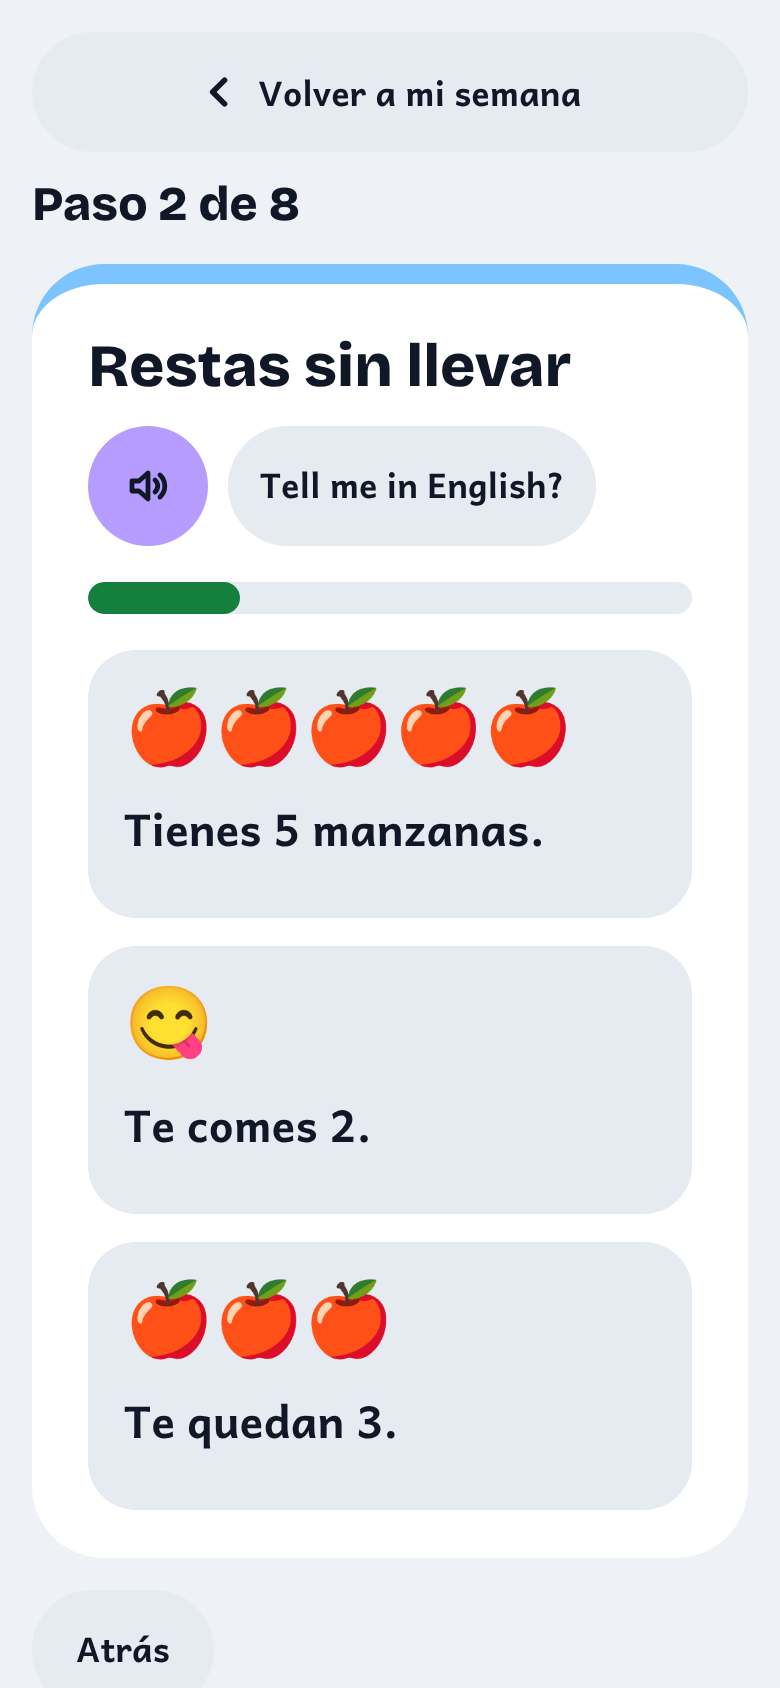 Volver a mi semana
Paso 2 de 8
Restas sin llevar
Tell me in English?
Tienes 5 manzanas.
Te comes 2.
Te quedan 3.
Atrás